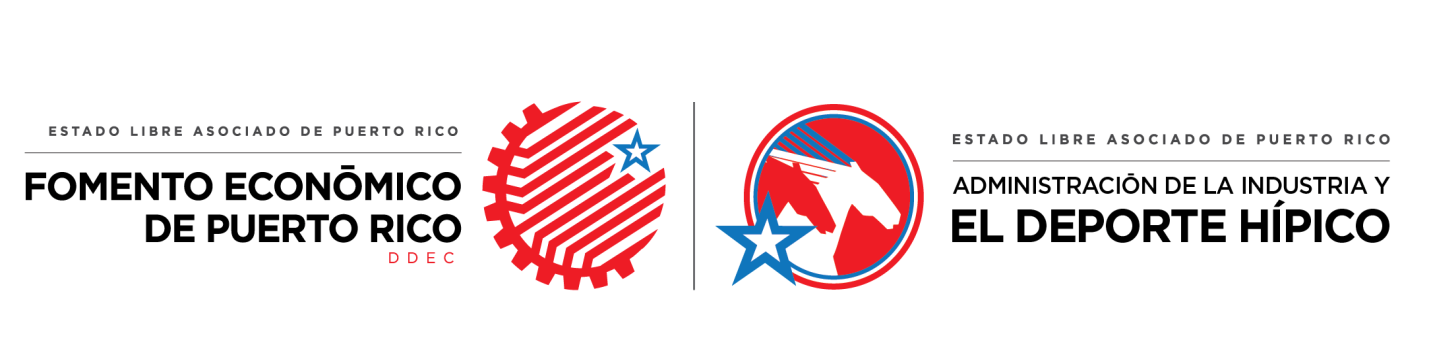 ESTADO LIBRE ASOCIADO DE PUERTO RICO
FOMENTO ECONŌMICO
DE PUERTO RICO
DDEC
ESTADO LIBRE ASOCIADO DE PUERTO RICO
ADMINISTRACIŌN DE LA INDUSTRIA Y
EL DEPORTE HÍPICO